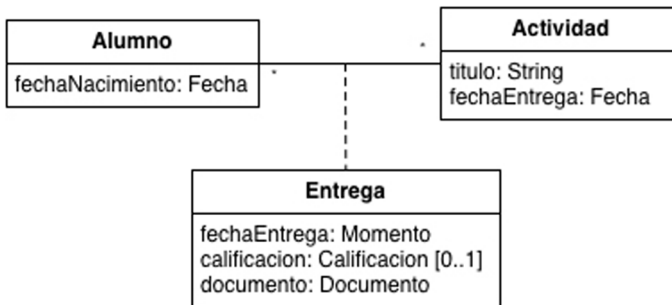 Alumno
fechaNacimiento: Fecha
*
*
Actividad
titulo: String
fechaEntrega: Fecha
Entrega
fechaEntrega: Momento
calificacion: Calificacion [0..1]
documento: Documento